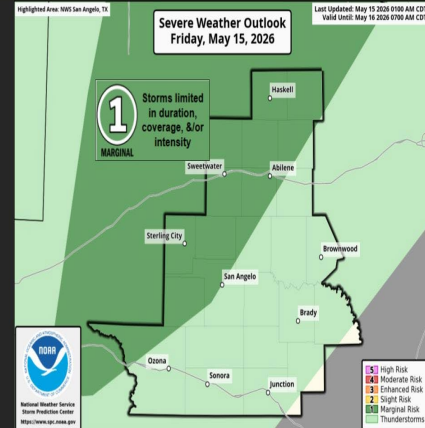 Highlighted Area: NWS San Angelo, TX
Severe Weather Outlook
Friday, May 15, 2026
Last Updated: May 15 2026 0100 AM CDT
Valid Until: May 16 2026 0700 AM CDT
1
MARGINAL
Storms limited
in duration,
coverage, &/or
intensity
Haskell
Sweetwater
Abilene
Sterling City
Brownwood
San Angelo
Brady
Ozona
Sonora
Junction
NOAA
National Weather Service
Storm Prediction Center
https://www.spc.noaa.gov
5 High Risk
4 Moderate Risk
3 Enhanced Risk
2 Slight Risk
1 Marginal Risk
Thunderstorms